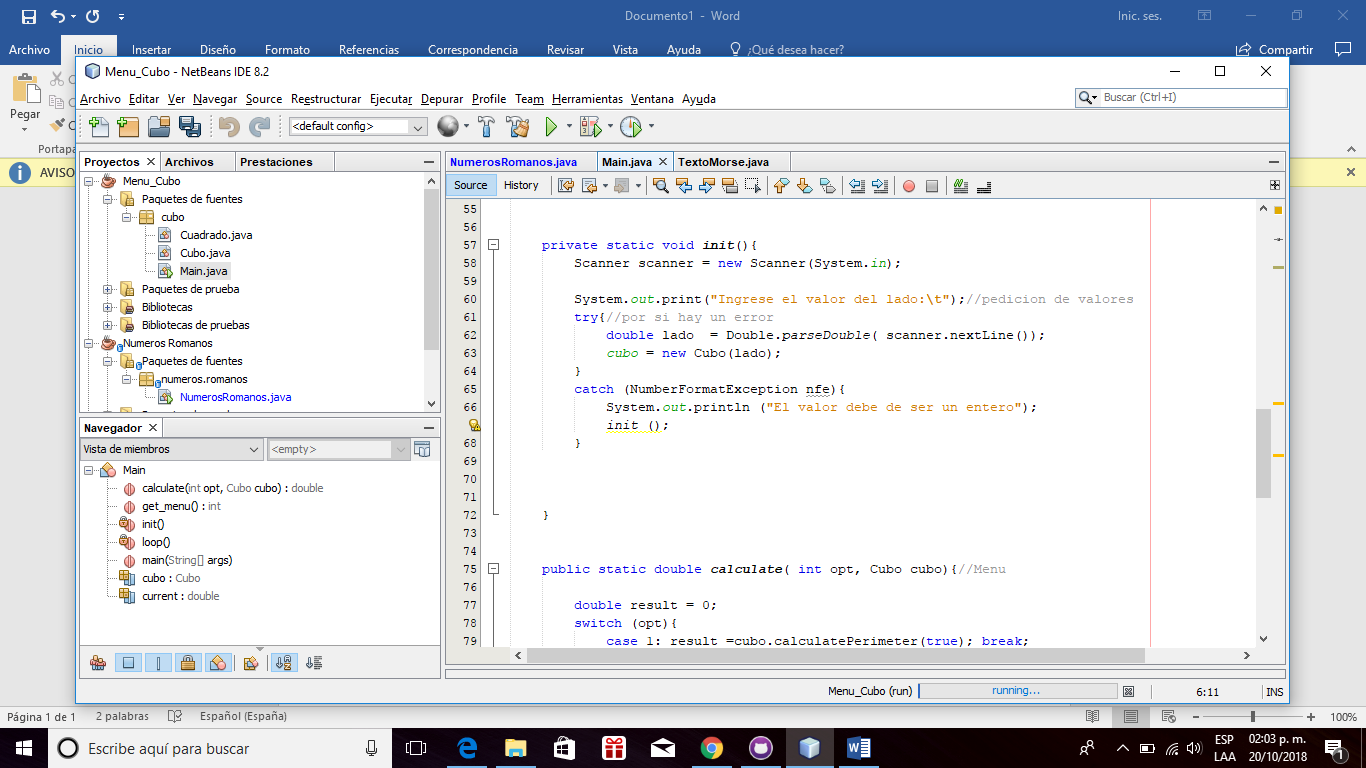 Documento1 - Word
Inic. ses.
Archivo Inicio Insertar Diseño Formato Referencias Correspondencia Revisar Vista Ayuda ¿Qué desea hacer? Compartir
Pegar
Portapa
AVISO
Menu_Cubo - NetBeans IDE 8.2
Archivo Editar Ver Navegar Source Reestructurar Ejecutar Depurar Profile Team Herramientas Ventana Ayuda
Buscar (Ctrl+I)
<default config>
Proyectos Archivos Prestaciones
Menu_Cubo
Paquetes de fuentes
cubo
Cuadrado.java
Cubo.java
Main.java
Paquetes de prueba
Bibliotecas
Bibliotecas de pruebas
Numeros Romanos
Paquetes de fuentes
numeros.romanos
NumerosRomanos.java
Navegador
Vista de miembros <empty>
Main
calculate(int opt, Cubo cubo) : double
get_menu() : int
init()
loop()
main(String[] args)
cubo : Cubo
current : double
NumerosRomanos.java Main.java TextoMorse.java
Source History
55
56
57 private static void init(){
58 Scanner scanner = new Scanner(System.in);
59
60 System.out.print("Ingrese el valor del lado:\t");//pedicion de valores
61 try{//por si hay un error
62 double lado  = Double.parseDouble( scanner.nextLine());
63 cubo = new Cubo(lado);
64 }
65 catch (NumberFormatException nfe){
66 System.out.println ("El valor debe de ser un entero");
init ();
68 }
69
70
71
72 }
73
74
75 public static double calculate( int opt, Cubo cubo){//Menu
76
77 double result = 0;
78 switch (opt){
79 case 1: result =cubo.calculatePerimeter(true); break;
Menu_Cubo (run) running... 6:11 INS
Página 1 de 1 2 palabras Español (España) 100%
Escribe aquí para buscar
ESP
LAA
02:03 p. m.
20/10/2018
1